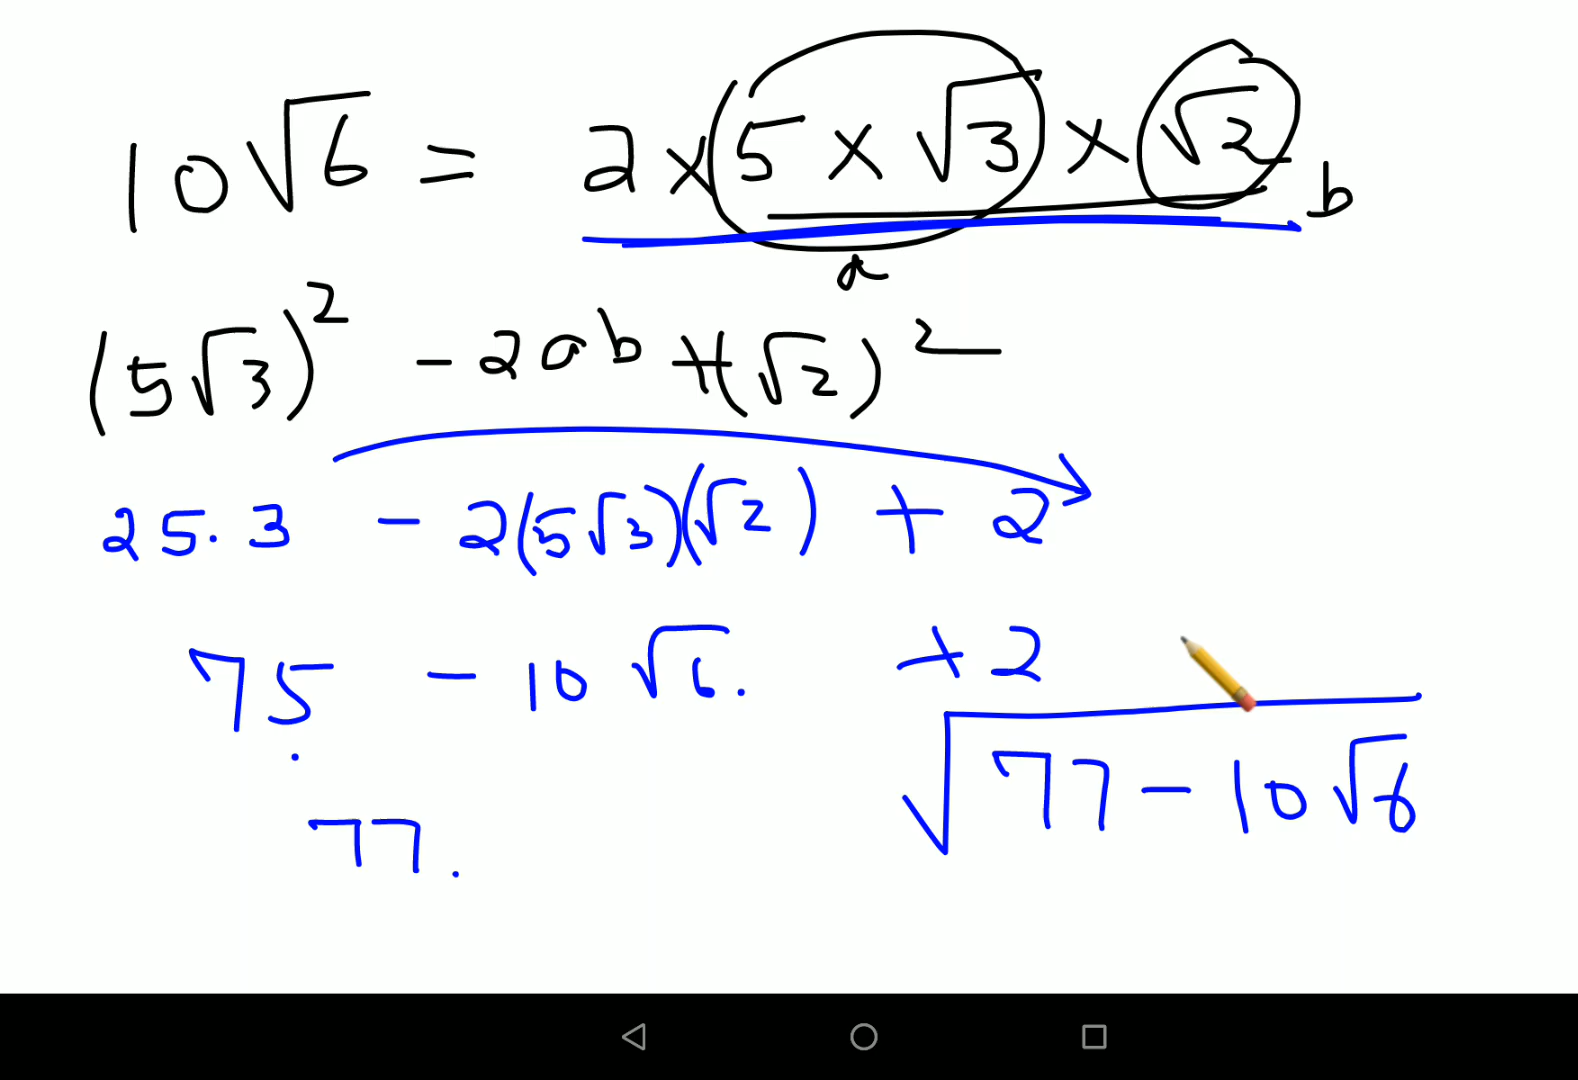 10√6 = 2×(5×√3×√2
a
b
(5√3)² - 2ab +(√2)²
25.3 - 2(5√3)(√2) + 2
75 - 10√6. +2
.
77.
√77-10√6